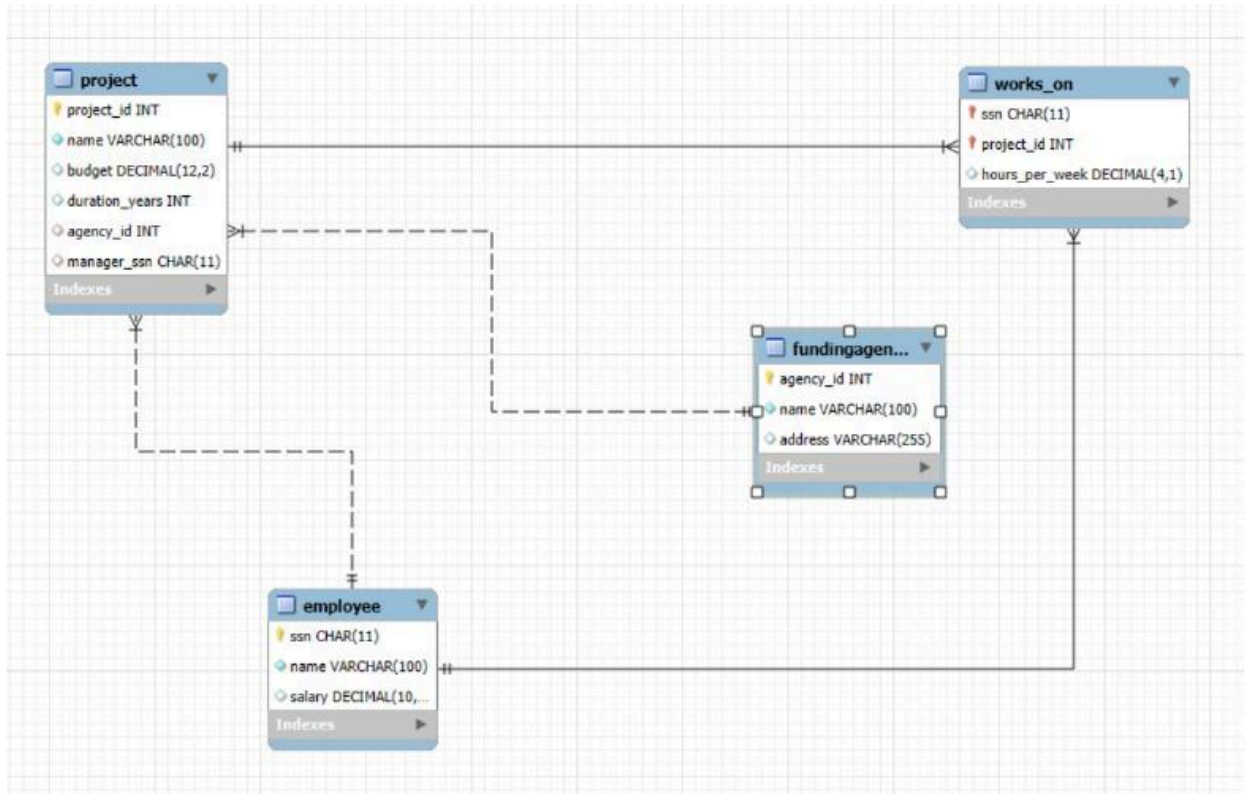 project
project_id INT
name VARCHAR(100)
budget DECIMAL(12,2)
duration_years INT
agency_id INT
manager_ssn CHAR(11)
Indexes
works_on
ssn CHAR(11)
project_id INT
hours_per_week DECIMAL(4,1)
Indexes
fundingagen...
agency_id INT
name VARCHAR(100)
address VARCHAR(255)
Indexes
employee
ssn CHAR(11)
name VARCHAR(100)
salary DECIMAL(10,...
Indexes